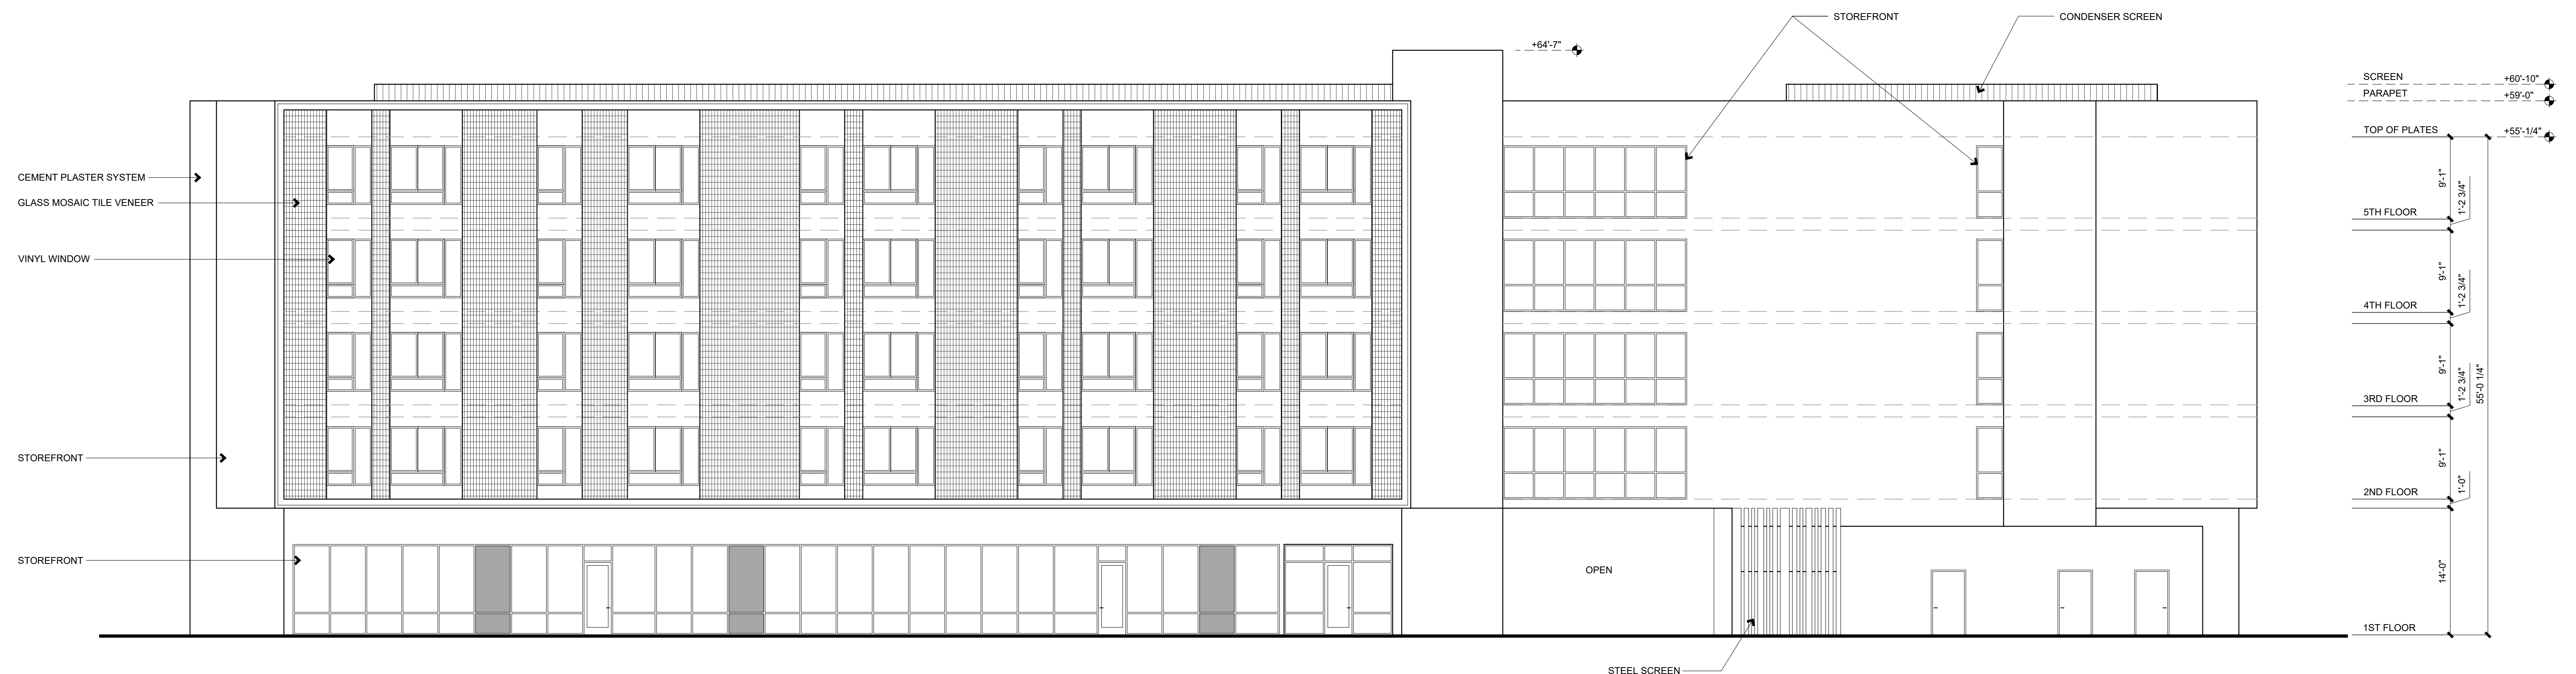 STOREFRONT
CONDENSER SCREEN
+64'-7"
SCREEN
+60'-10"
PARAPET
+59'-0"
TOP OF PLATES
+55'-1/4"
CEMENT PLASTER SYSTEM
9'-1"
1'-2 3/4"
GLASS MOSAIC TILE VENEER
5TH FLOOR
VINYL WINDOW
9'-1"
1'-2 3/4"
4TH FLOOR
9'-1"
1'-2 3/4"
55'-0 1/4"
3RD FLOOR
STOREFRONT
9'-1"
1'-0"
2ND FLOOR
STOREFRONT
OPEN
14'-0"
1ST FLOOR
STEEL SCREEN